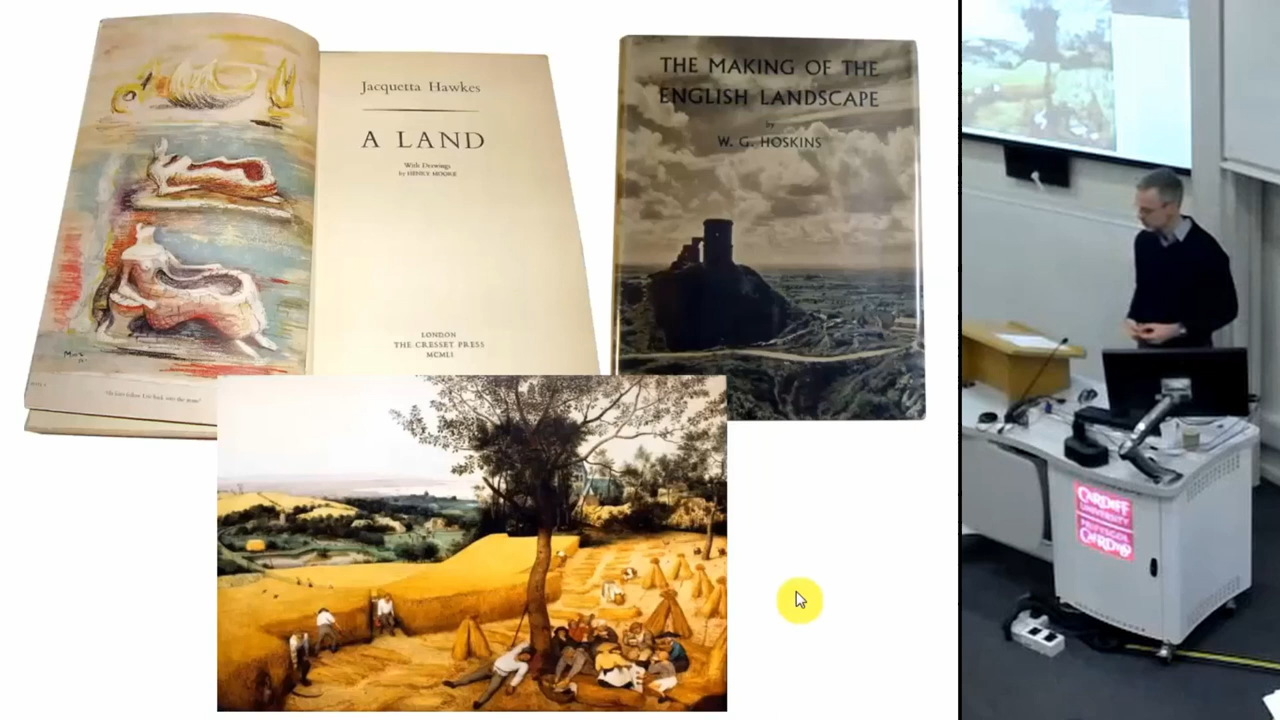 Jacquetta Hawkes
A LAND
With Drawings
by HENRY MOORE
LONDON
THE CRESSET PRESS
MCMLI
THE MAKING OF THE
ENGLISH LANDSCAPE
by
W. G. HOSKINS
CARDIFF
UNIVERSITY
PRIFYSGOL
CAERDYDD